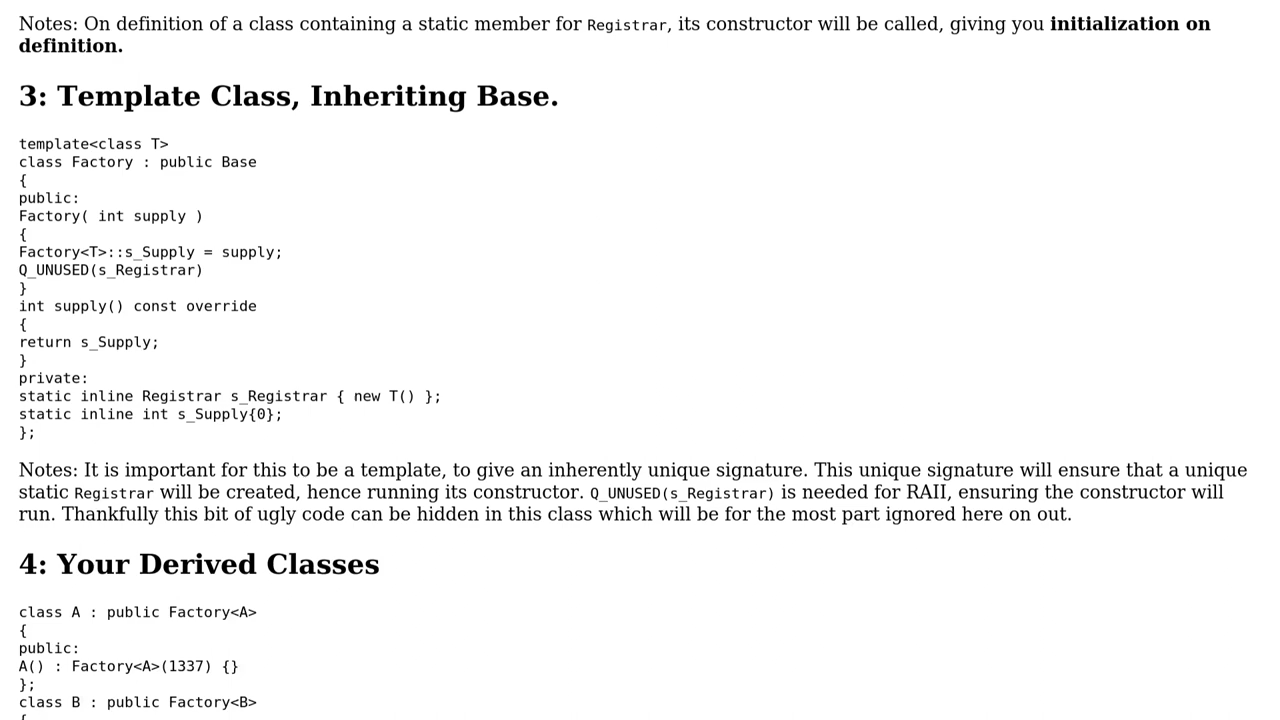 Notes: On definition of a class containing a static member for Registrar, its constructor will be called, giving you initialization on
definition.
3: Template Class, Inheriting Base.
template<class T>
class Factory : public Base
{
public:
Factory( int supply )
{
Factory<T>::s_Supply = supply;
Q_UNUSED(s_Registrar)
}
int supply() const override
{
return s_Supply;
}
private:
static inline Registrar s_Registrar { new T() };
static inline int s_Supply{0};
};
Notes: It is important for this to be a template, to give an inherently unique signature. This unique signature will ensure that a unique
static Registrar will be created, hence running its constructor. Q_UNUSED(s_Registrar) is needed for RAII, ensuring the constructor will
run. Thankfully this bit of ugly code can be hidden in this class which will be for the most part ignored here on out.
4: Your Derived Classes
class A : public Factory<A>
{
public:
A() : Factory<A>(1337) {}
};
class B : public Factory<B>
{